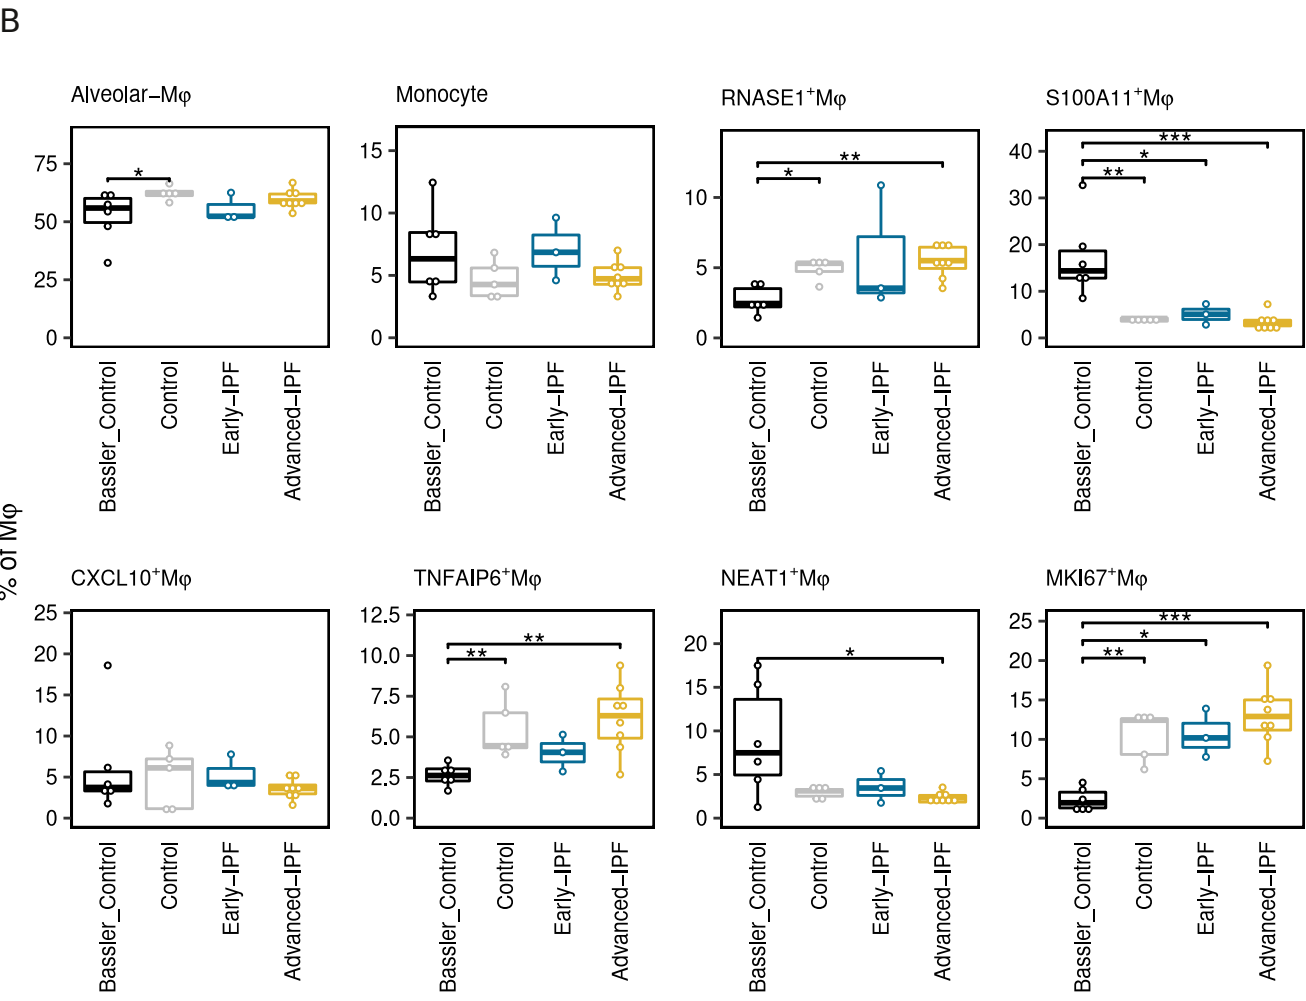 B
Alveolar−Mφ
Monocyte
RNASE1+Mφ
S100A11+Mφ
75
50
25
0
*
15
10
5
0
10
5
0
*
**
40
30
20
10
0
***
*
**
Bassler_Control
Control
Early−IPF
Advanced−IPF
Bassler_Control
Control
Early−IPF
Advanced−IPF
Bassler_Control
Control
Early−IPF
Advanced−IPF
Bassler_Control
Control
Early−IPF
Advanced−IPF
% of Mφ
CXCL10+Mφ
TNFAIP6+Mφ
NEAT1+Mφ
MKI67+Mφ
25
20
15
10
5
0
12.5
10.0
7.5
5.0
2.5
0.0
**
**
20
15
10
5
0
*
25
20
15
10
5
0
***
*
**
Bassler_Control
Control
Early−IPF
Advanced−IPF
Bassler_Control
Control
Early−IPF
Advanced−IPF
Bassler_Control
Control
Early−IPF
Advanced−IPF
Bassler_Control
Control
Early−IPF
Advanced−IPF